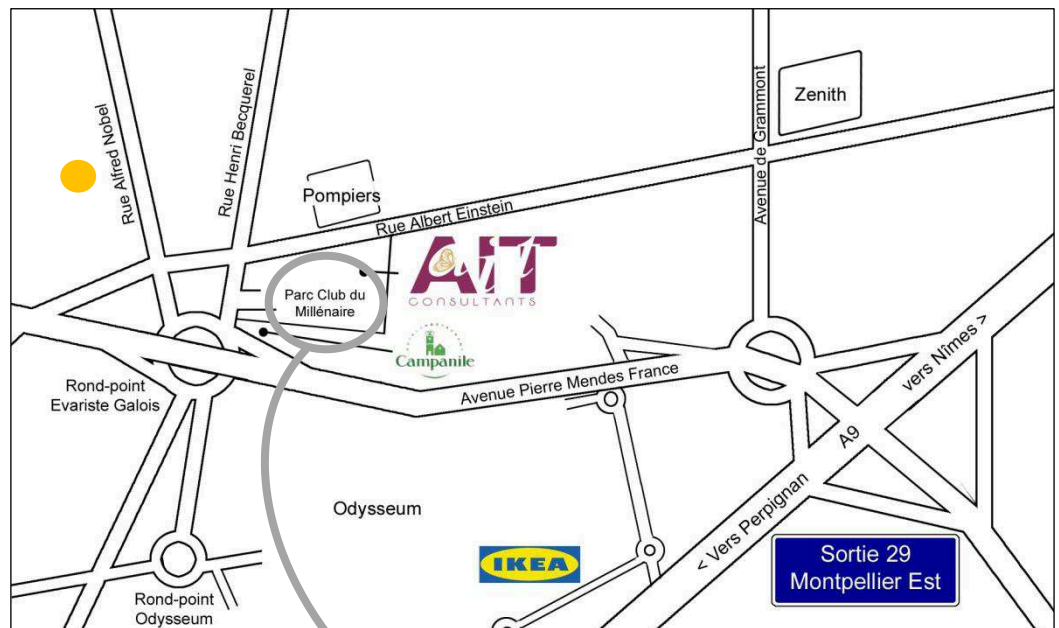 Rue Alfred Nobel
Rue Henri Becquerel
Avenue de Grammont
Zenith
Pompiers
Rue Albert Einstein
AiT
CONSULTANTS
Parc Club du
Millénaire
Campanile
Rond-point
Evariste Galois
Avenue Pierre Mendes France
vers Nîmes >
A9
< Vers Perpignan
Odysseum
IKEA
Sortie 29
Montpellier Est
Rond-point
Odysseum